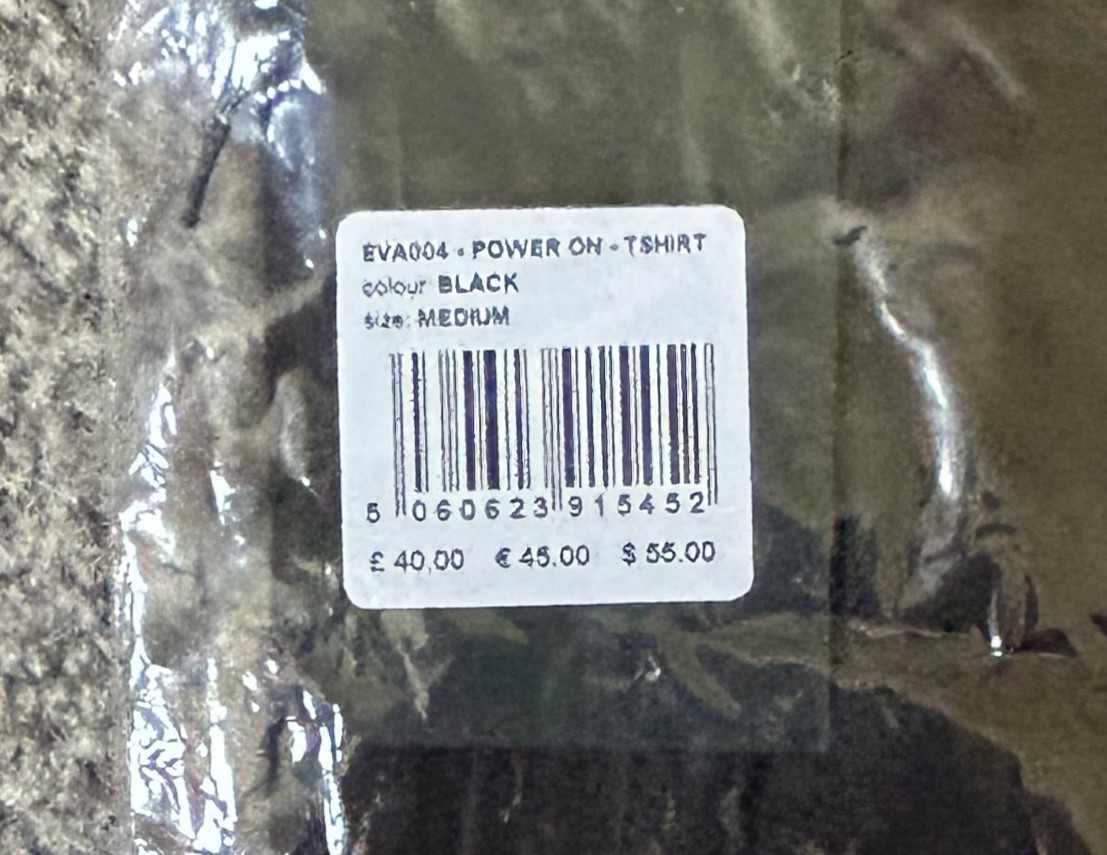 EVA004 - POWER ON - TSHIRT
colour: BLACK
size: MEDIUM
5 060623 915452
£ 40.00 € 45.00 $ 55.00